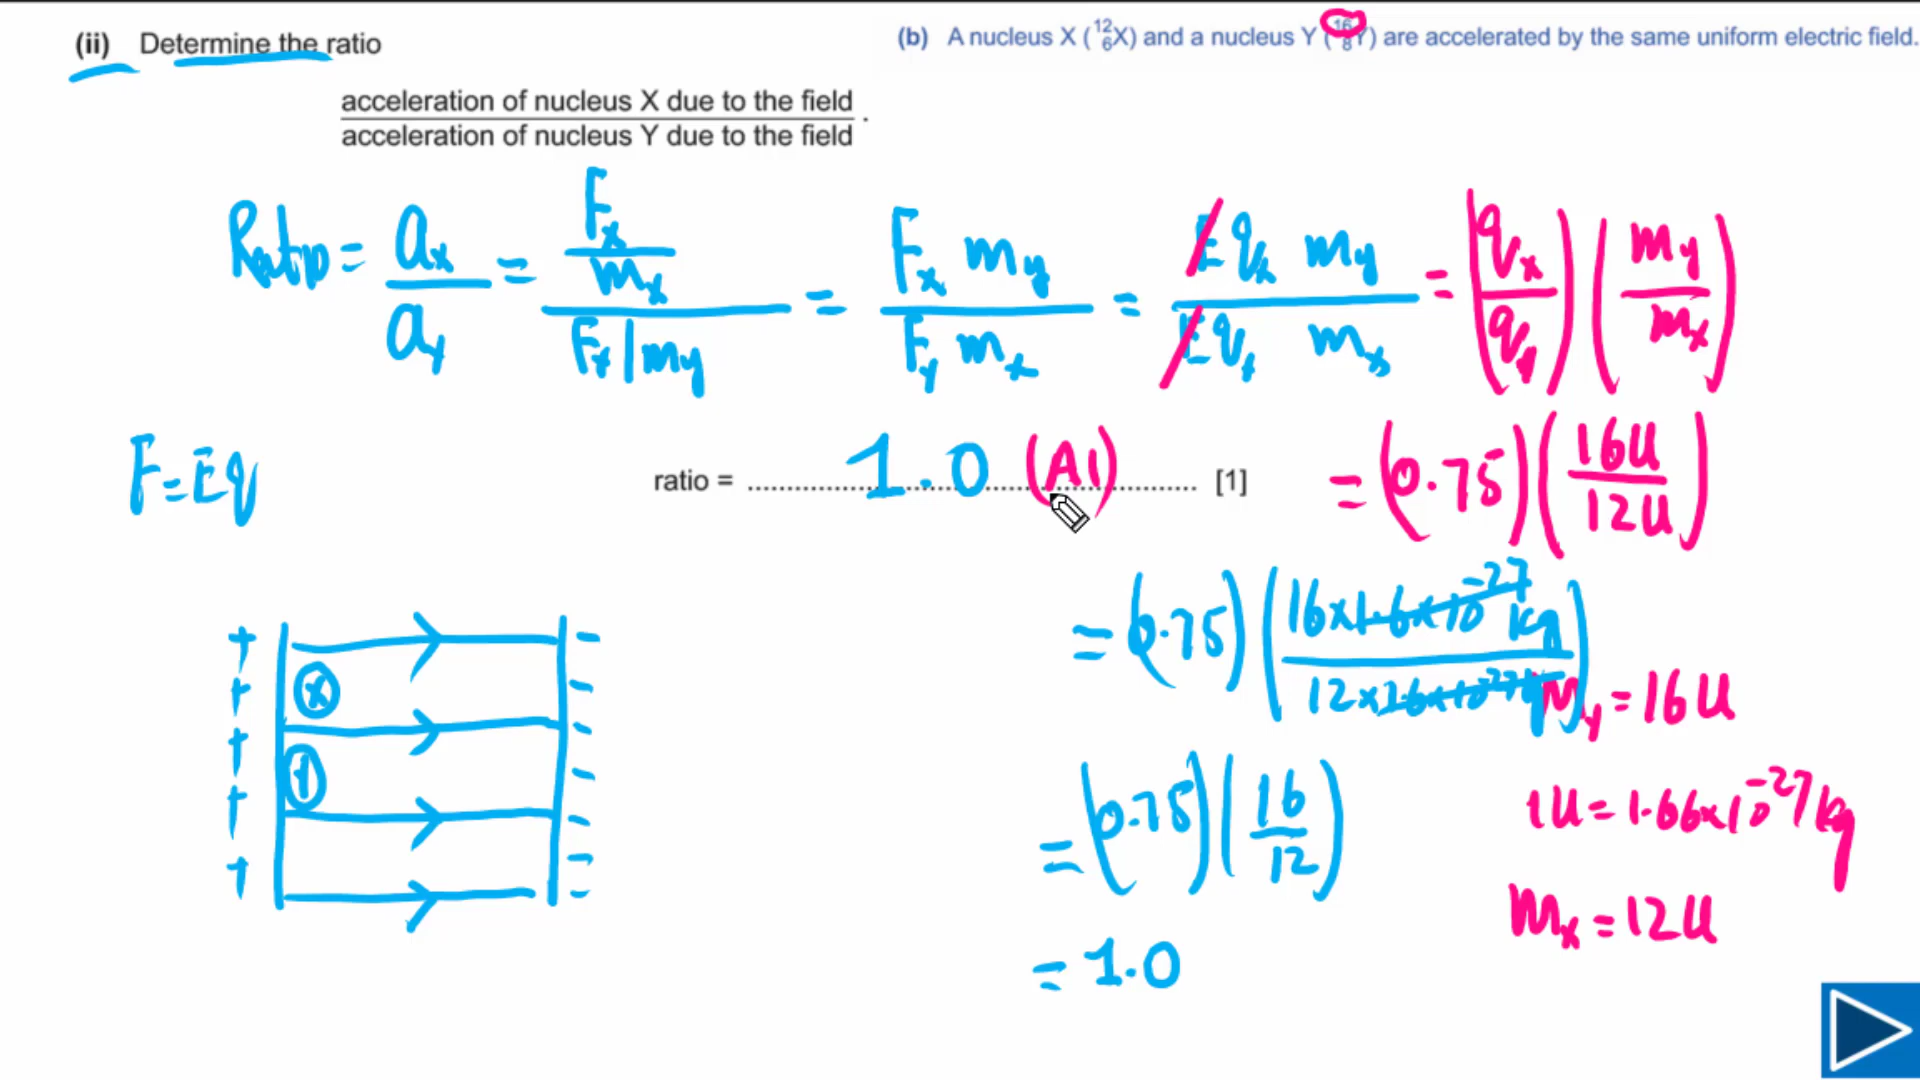 (ii) Determine the ratio
(b) A nucleus X (¹²₆X) and a nucleus Y (¹⁶₈Y) are accelerated by the same uniform electric field.
acceleration of nucleus X due to the field
acceleration of nucleus Y due to the field .
Ratio = aₓ / aᵧ = (Fₓ / mₓ) / (Fᵧ | mᵧ) = Fₓ mᵧ / Fᵧ mₓ = E qₓ mᵧ / E qᵧ mₓ = (qₓ / qᵧ) (mᵧ / mₓ)
F = Eq
ratio = 1.0 (A1) [1]
= (0.75) (16u / 12u)
= (0.75) (16 × 1.6 × 10⁻²⁷ kg / 12 × 1.6 × 10⁻²⁷ kg)
mᵧ = 16u
= (0.75) (16 / 12)
1u = 1.66 × 10⁻²⁷ kg
mₓ = 12u
= 1.0
+ −
X
+ −
+ −
Y
+ −
+ −
−